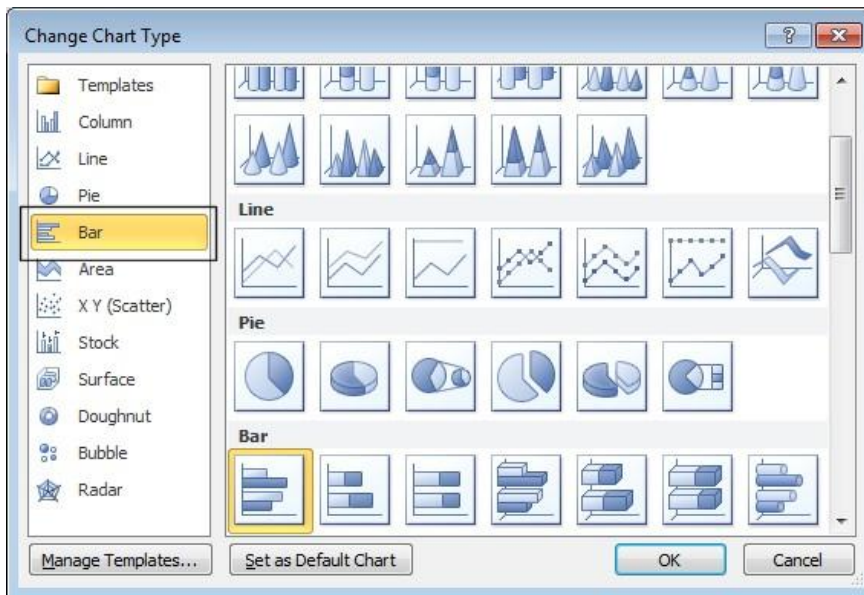 Change Chart Type
Templates
Column
Line
Pie
Bar
Area
X Y (Scatter)
Stock
Surface
Doughnut
Bubble
Radar
Line
Pie
Bar
Manage Templates...
Set as Default Chart
OK
Cancel